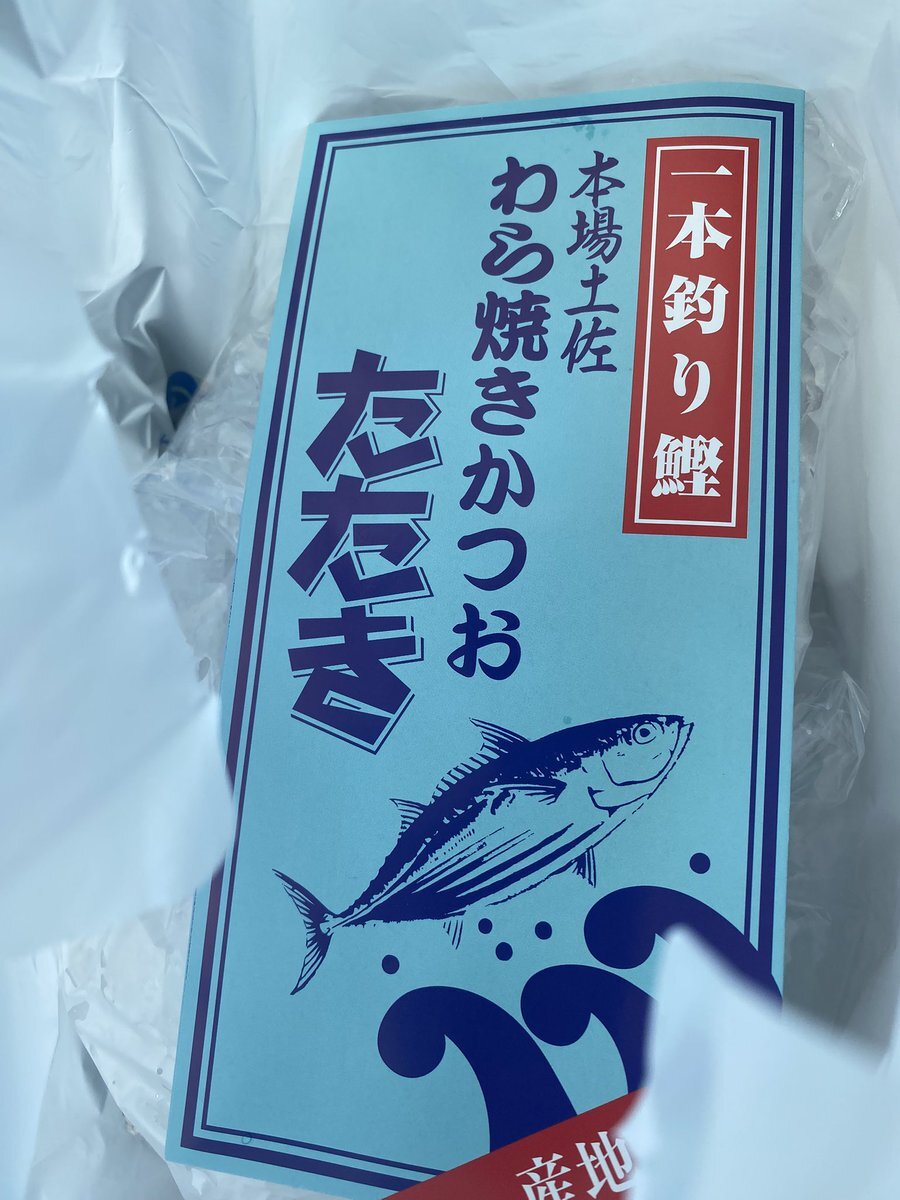 一本釣り鰹
本場土佐
わら焼きかつお
たたき
産地